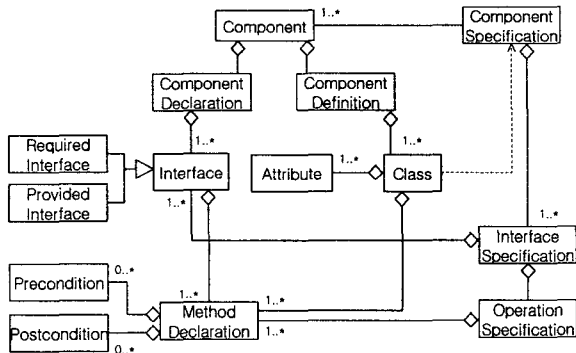 Component
1..*
Component
Specification
Component
Declaration
Component
Definition
1..*
1..*
Required
Interface
Provided
Interface
Interface
Attribute
1..*
Class
1..*
1..*
Interface
Specification
Precondition
0..*
Postcondition
0..*
1..*
1..*
Method
Declaration
1..*
Operation
Specification